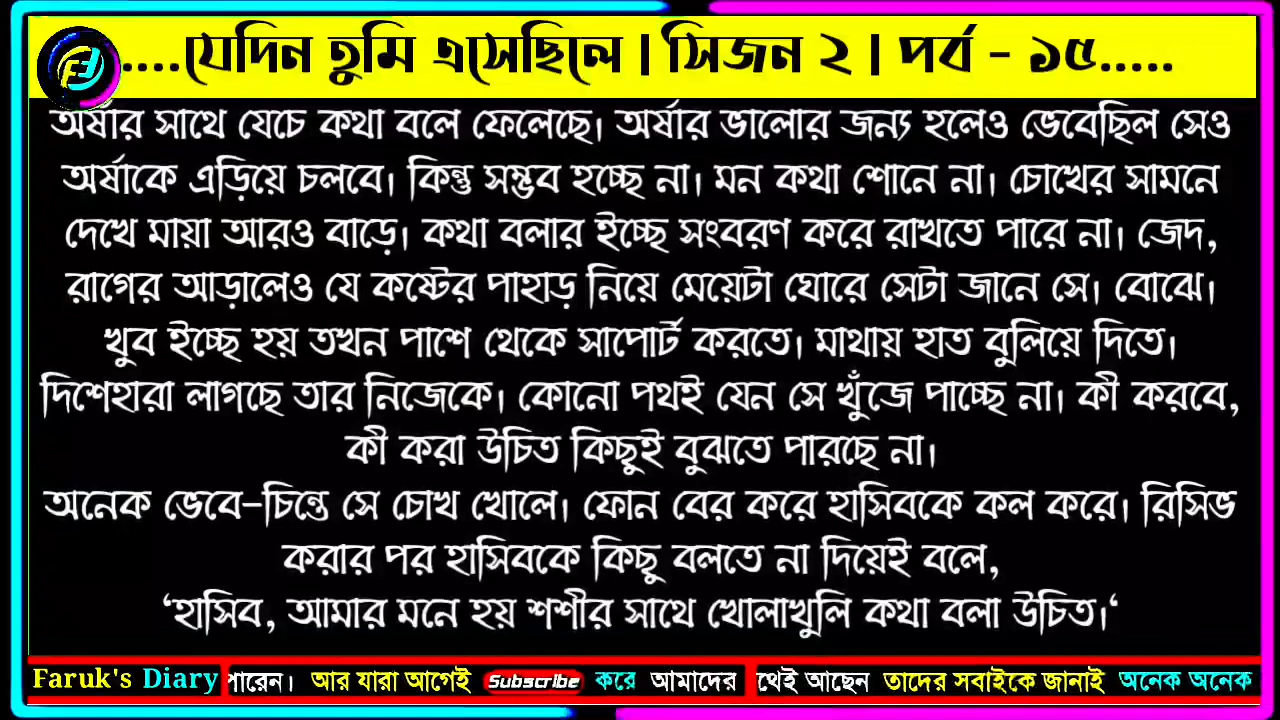 ....যেদিন তুমি এসেছিলে | সিজন ২ | পর্ব - ১৫.....
অর্ষার সাথে যেচে কথা বলে ফেলেছে। অর্ষার ভালোর জন্য হলেও ভেবেছিল সেও
অর্ষাকে এড়িয়ে চলবে। কিন্তু সম্ভব হচ্ছে না। মন কথা শোনে না। চোখের সামনে
দেখে মায়া আরও বাড়ে। কথা বলার ইচ্ছে সংবরণ করে রাখতে পারে না। জেদ,
রাগের আড়ালেও যে কষ্টের পাহাড় নিয়ে মেয়েটা ঘোরে সেটা জানে সে। বোঝে।
খুব ইচ্ছে হয় তখন পাশে থেকে সাপোর্ট করতে। মাথায় হাত বুলিয়ে দিতে।
দিশেহারা লাগছে তার নিজেকে। কোনো পথই যেন সে খুঁজে পাচ্ছে না। কী করবে,
কী করা উচিত কিছুই বুঝতে পারছে না।
অনেক ভেবে-চিন্তে সে চোখ খোলে। ফোন বের করে হাসিবকে কল করে। রিসিভ
করার পর হাসিবকে কিছু বলতে না দিয়েই বলে,
‘হাসিব, আমার মনে হয় শশীর সাথে খোলাখুলি কথা বলা উচিত।‘
Faruk's Diary পারেন। আর যারা আগেই Subscribe করে আমাদের থেই আছেন তাদের সবাইকে জানাই অনেক অনেক